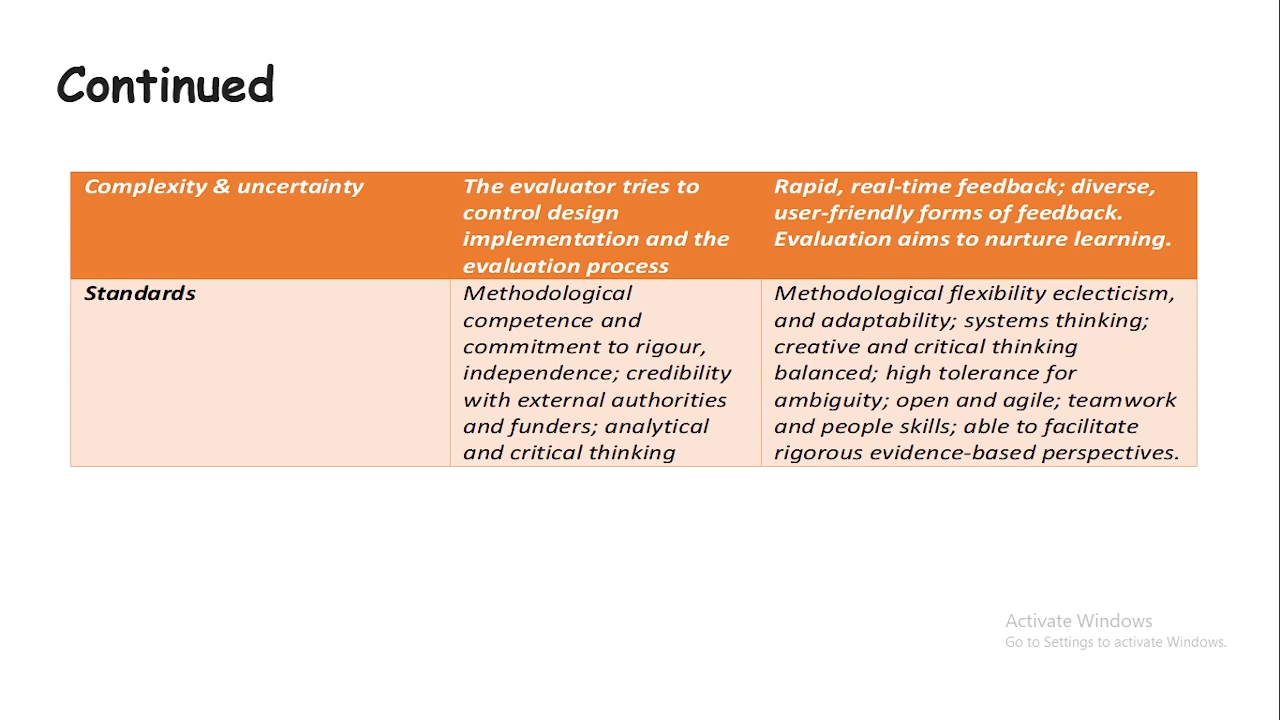 Continued
Complexity & uncertainty
The evaluator tries to
control design
implementation and the
evaluation process
Rapid, real-time feedback; diverse,
user-friendly forms of feedback.
Evaluation aims to nurture learning.
Standards
Methodological
competence and
commitment to rigour,
independence; credibility
with external authorities
and funders; analytical
and critical thinking
Methodological flexibility eclecticism,
and adaptability; systems thinking;
creative and critical thinking
balanced; high tolerance for
ambiguity; open and agile; teamwork
and people skills; able to facilitate
rigorous evidence-based perspectives.
Activate Windows
Go to Settings to activate Windows.